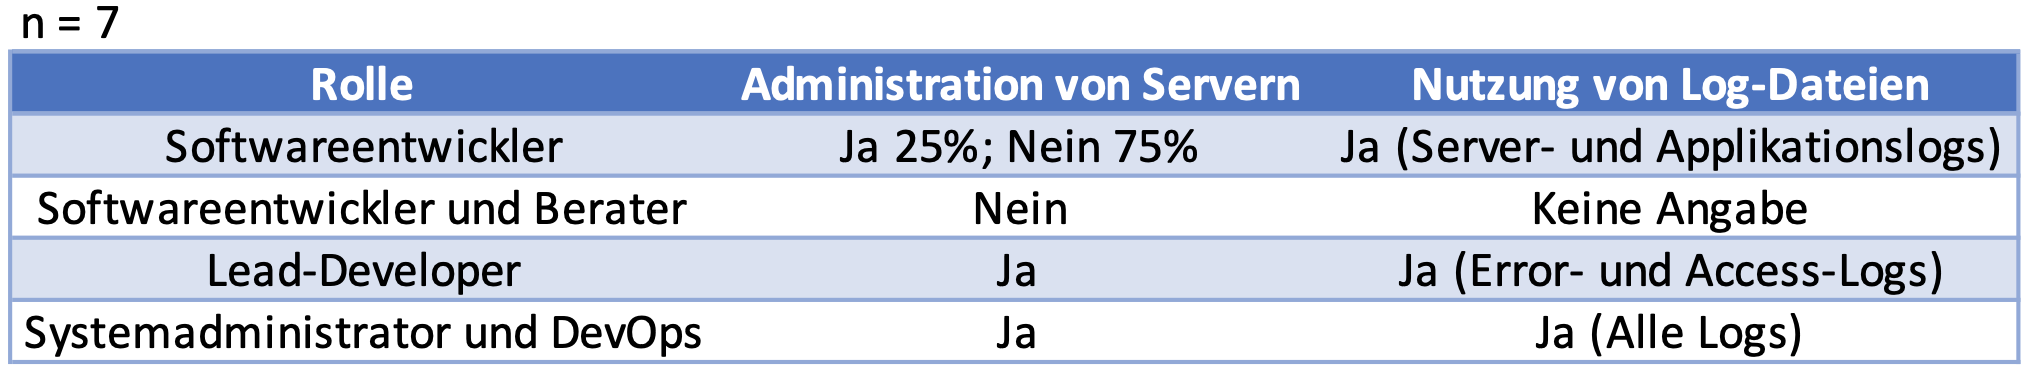 n = 7
Rolle Administration von Servern Nutzung von Log-Dateien
Softwareentwickler Ja 25%; Nein 75% Ja (Server- und Applikationslogs)
Softwareentwickler und Berater Nein Keine Angabe
Lead-Developer Ja Ja (Error- und Access-Logs)
Systemadministrator und DevOps Ja Ja (Alle Logs)